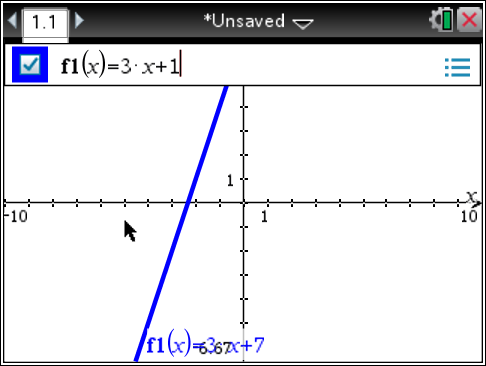 1.1
*Unsaved
f1(x)=3·x+1
1
x
-10
1
10
f1(x)=3·x+7
-6.67